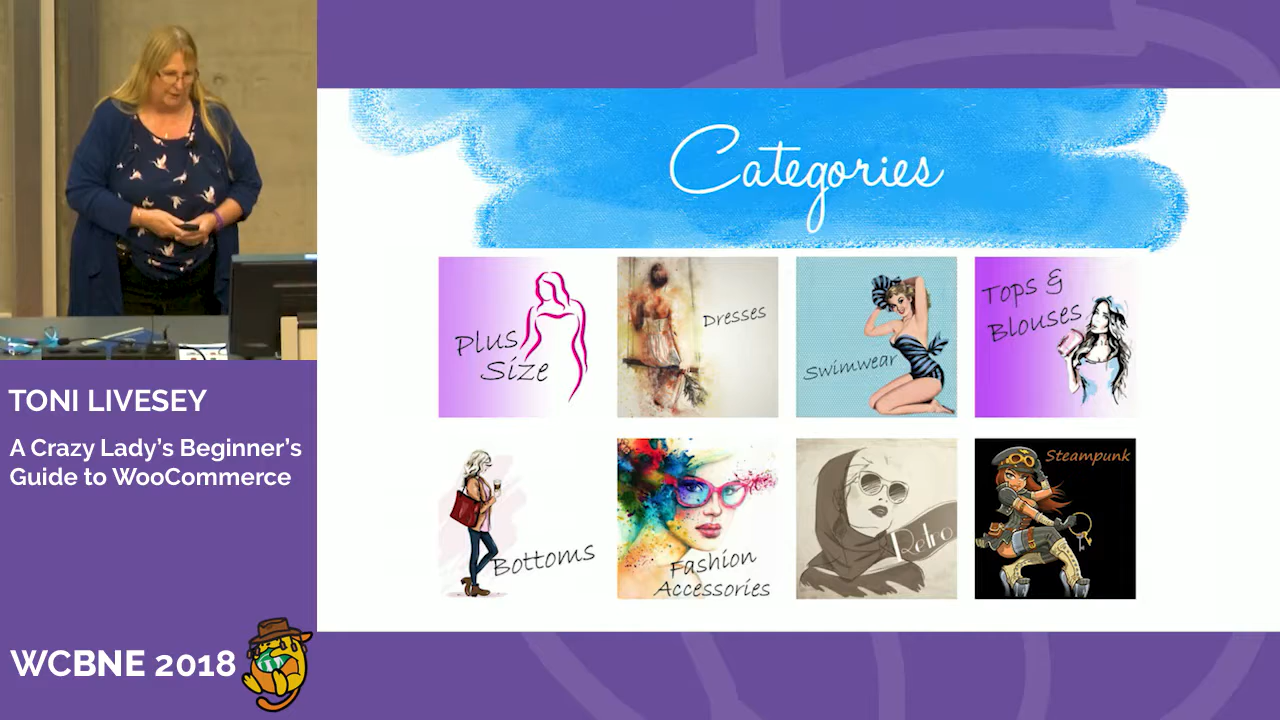 Categories
Plus
Size
Dresses
Swimwear
Tops &
Blouses
Bottoms
Fashion
Accessories
Retro
Steampunk
TONI LIVESEY
A Crazy Lady’s Beginner’s
Guide to WooCommerce
WCBNE 2018